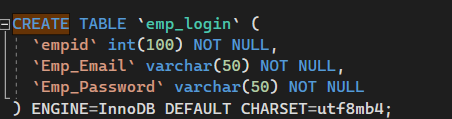 CREATE TABLE `emp_login` (
`empid` int(100) NOT NULL,
`Emp_Email` varchar(50) NOT NULL,
`Emp_Password` varchar(50) NOT NULL
) ENGINE=InnoDB DEFAULT CHARSET=utf8mb4;